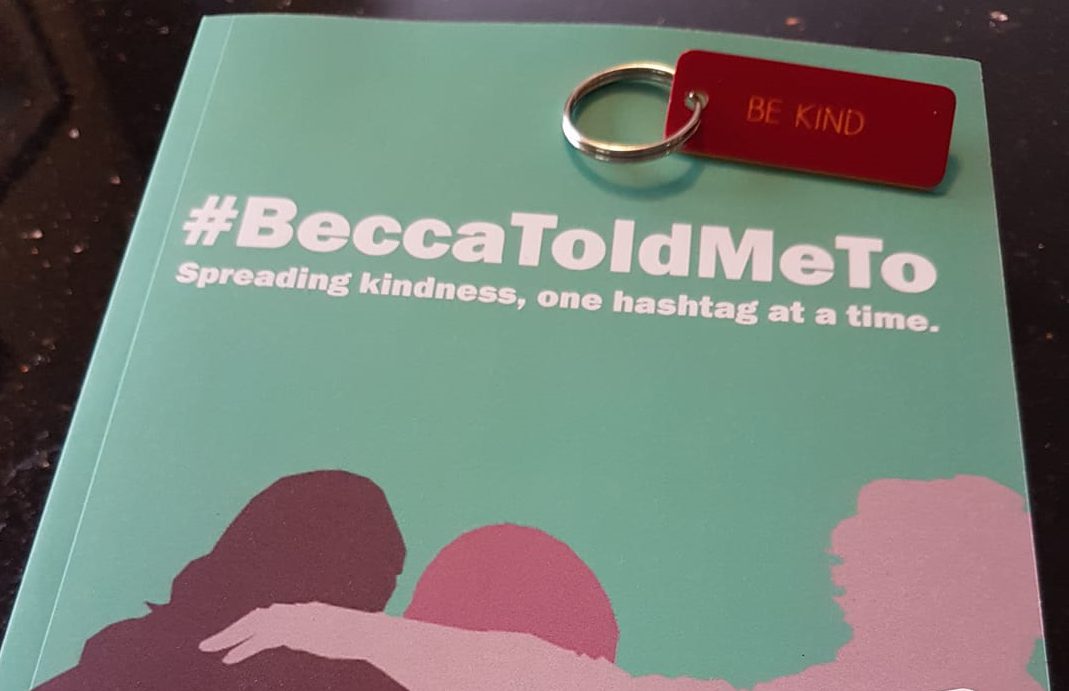 BE KIND
#BeccaToldMeTo
Spreading kindness, one hashtag at a time.